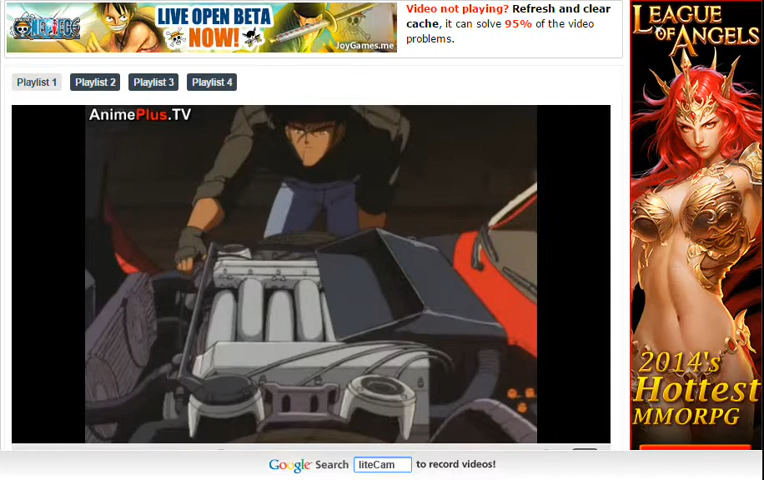 ONE PIECE
LIVE OPEN BETA
NOW!
JoyGames.me
Video not playing? Refresh and clear
cache, it can solve 95% of the video
problems.
LEAGUE
OF ANGELS
Playlist 1
Playlist 2
Playlist 3
Playlist 4
AnimePlus.TV
2014's
Hottest
MMORPG
Google Search liteCam to record videos!